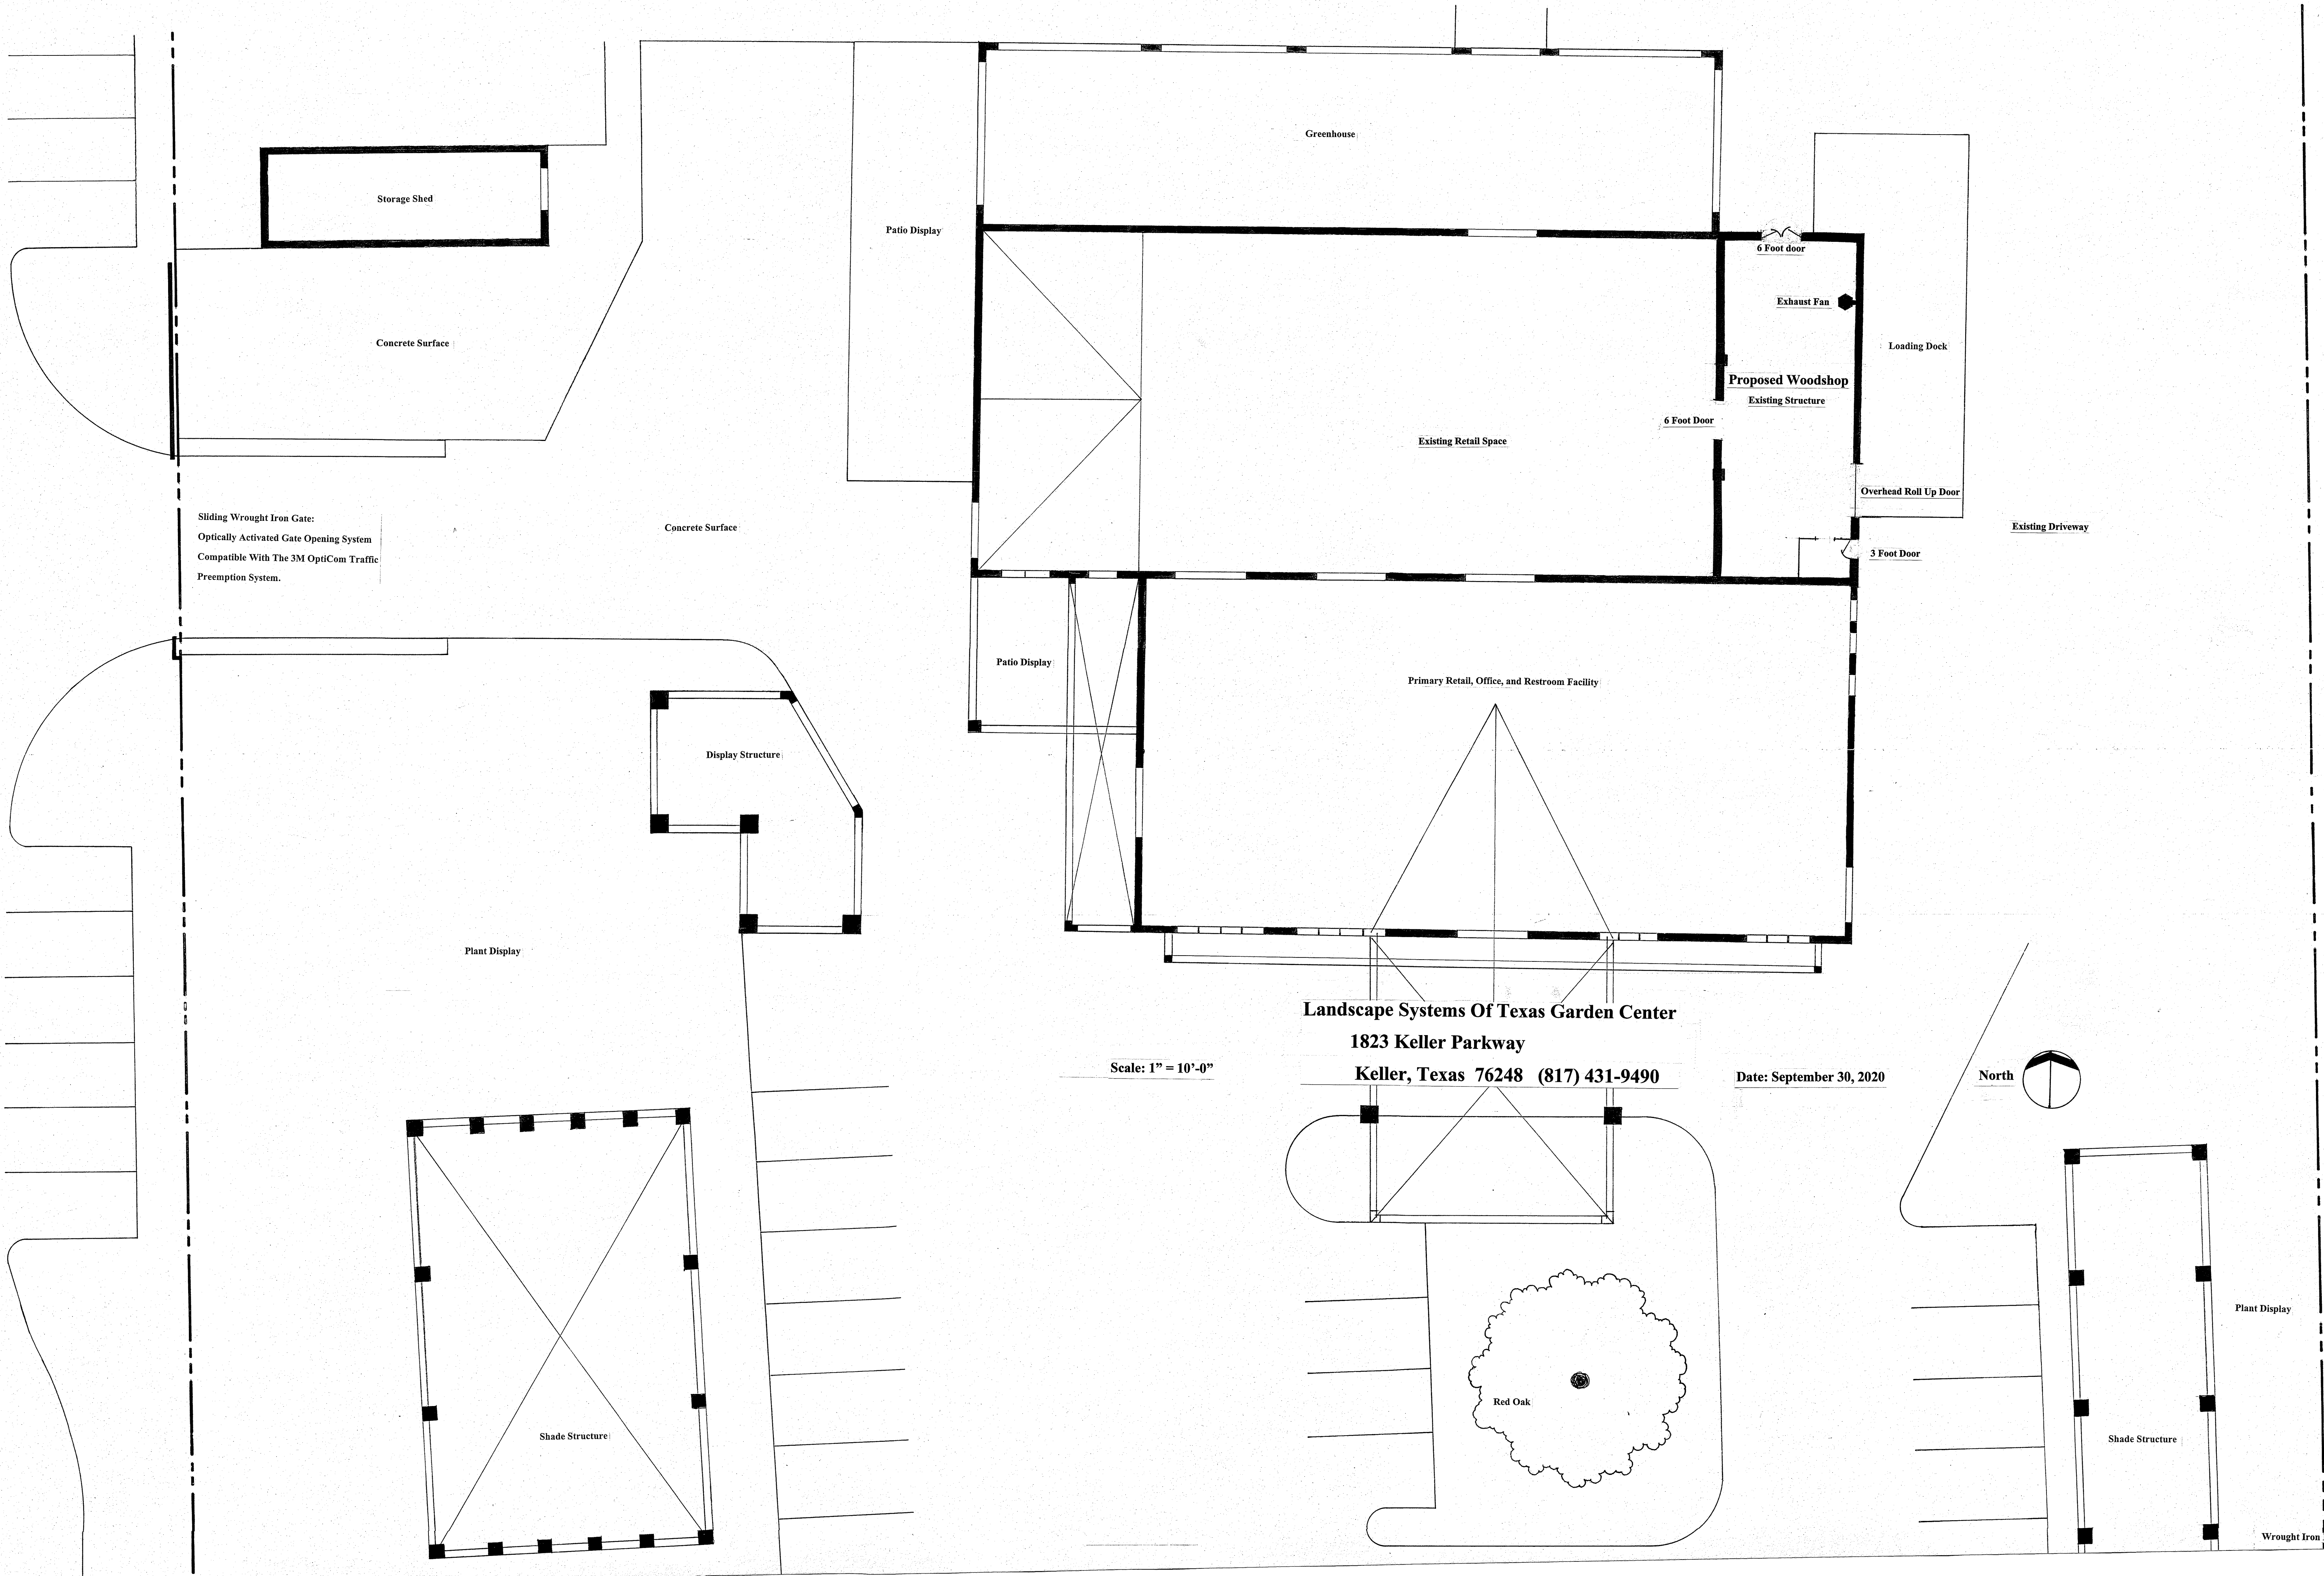 Greenhouse
Storage Shed
Patio Display
6 Foot door
Exhaust Fan
Concrete Surface
Loading Dock
Proposed Woodshop
Existing Structure
6 Foot Door
Existing Retail Space
Overhead Roll Up Door
Sliding Wrought Iron Gate:
Optically Activated Gate Opening System
Compatible With The 3M OptiCom Traffic
Preemption System.
Concrete Surface
Existing Driveway
3 Foot Door
Patio Display
Primary Retail, Office, and Restroom Facility
Display Structure
Plant Display
Landscape Systems Of Texas Garden Center
1823 Keller Parkway
Keller, Texas 76248 (817) 431-9490
Scale: 1” = 10’-0”
Date: September 30, 2020
North
Plant Display
Red Oak
Shade Structure
Shade Structure
Wrought Iron